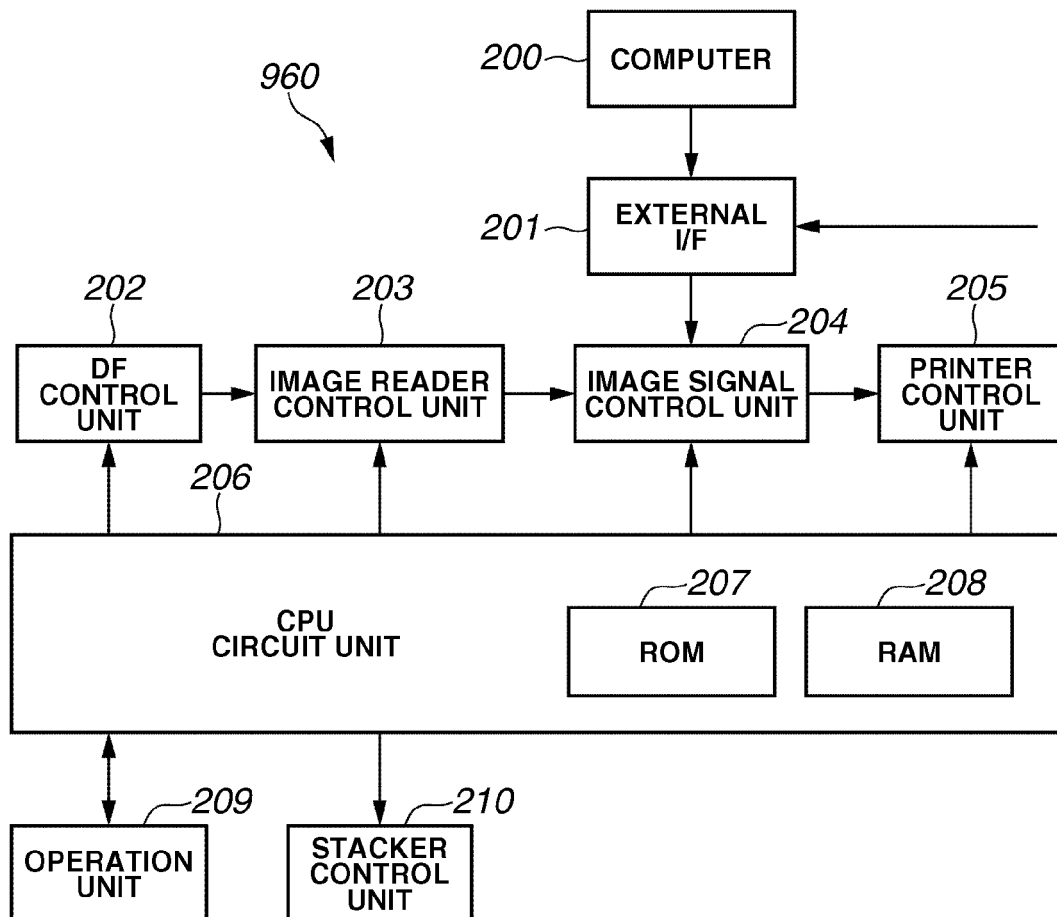 200
COMPUTER
960
201
EXTERNAL
I/F
202
203
204
205
DF
CONTROL
UNIT
IMAGE READER
CONTROL UNIT
IMAGE SIGNAL
CONTROL UNIT
PRINTER
CONTROL
UNIT
206
CPU
CIRCUIT UNIT
207
ROM
208
RAM
209
OPERATION
UNIT
210
STACKER
CONTROL
UNIT